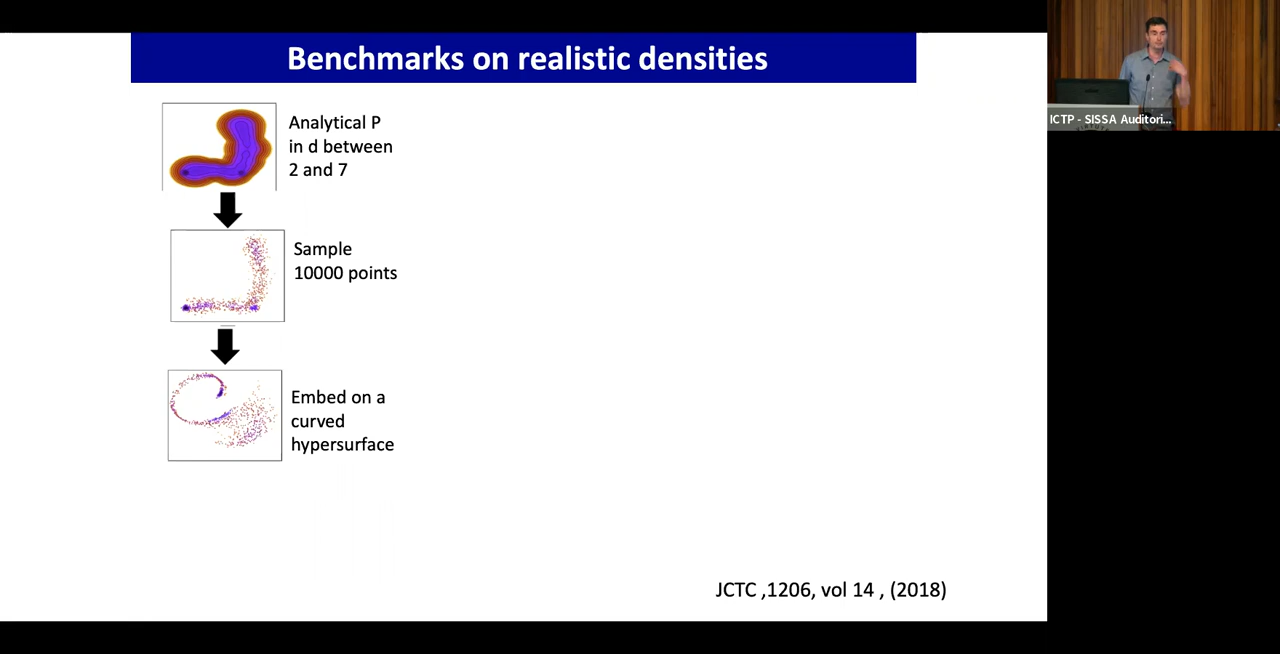 Benchmarks on realistic densities
Analytical P
in d between
2 and 7
Sample
10000 points
Embed on a
curved
hypersurface
JCTC ,1206, vol 14 , (2018)
ICTP - SISSA Auditori...